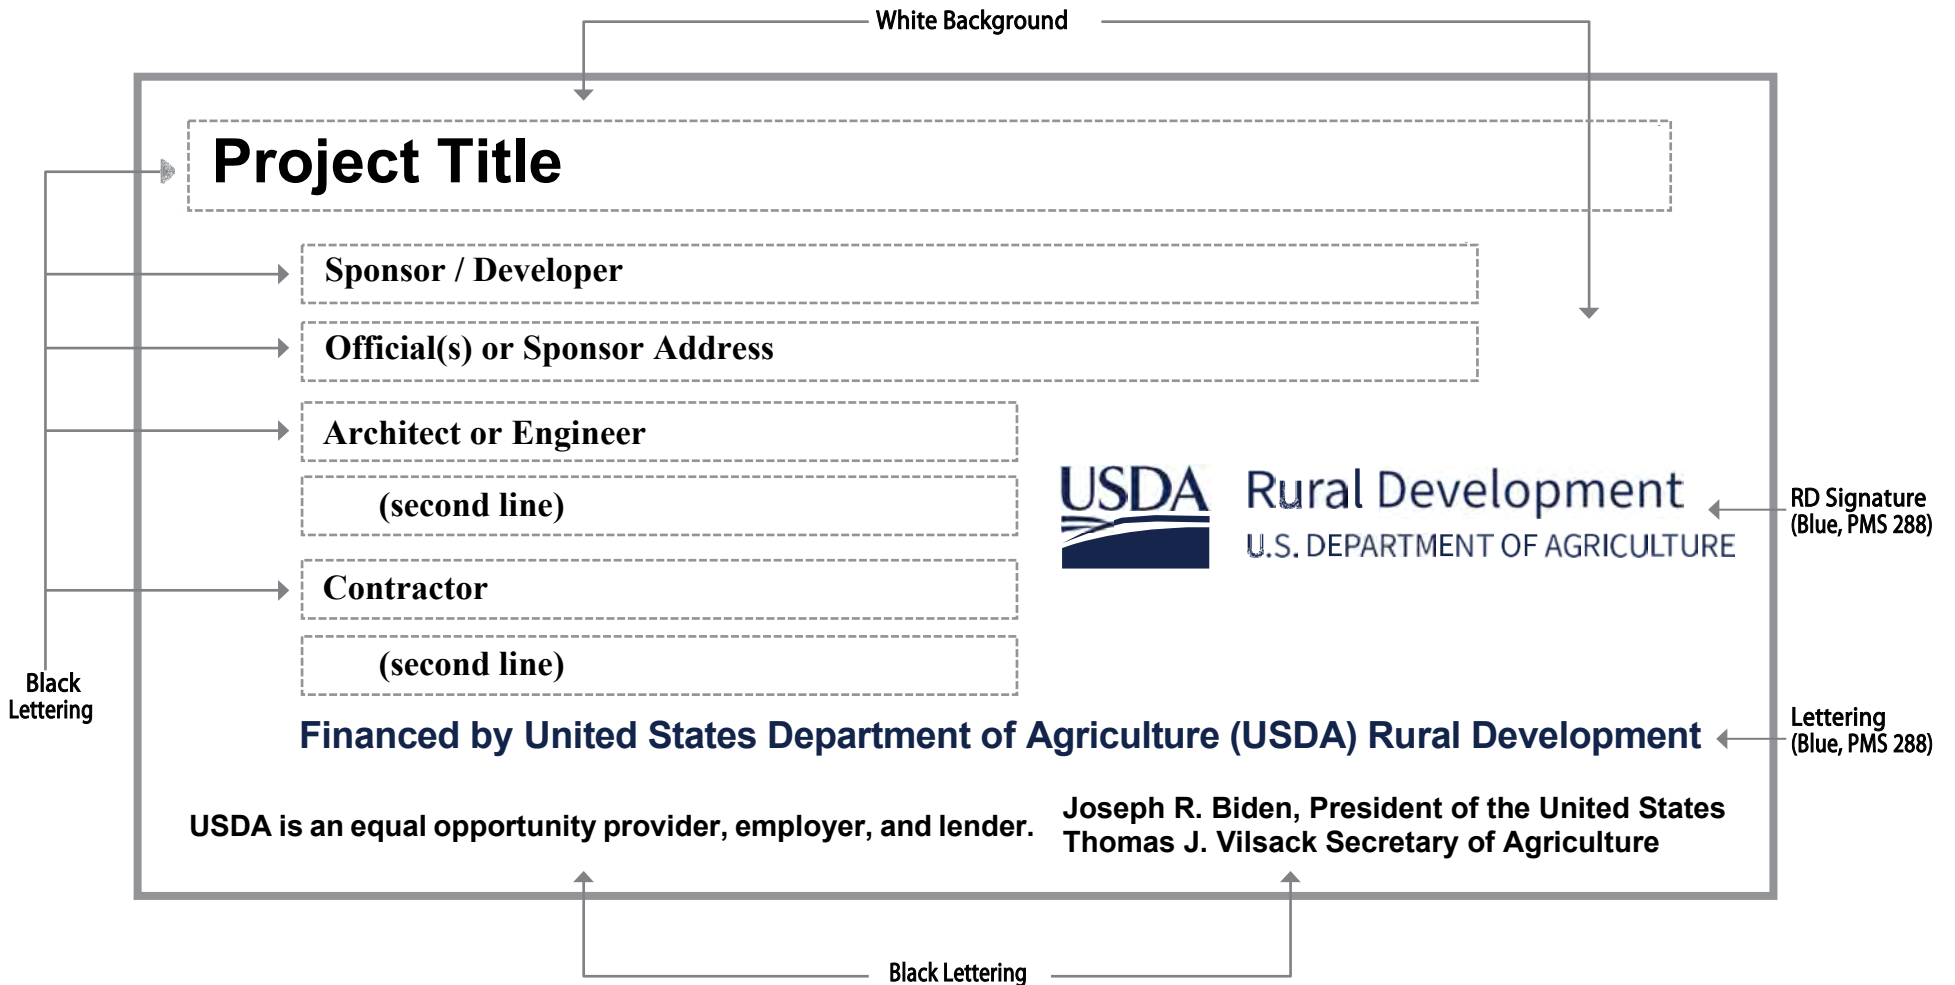 White Background
Project Title
Sponsor / Developer
Official(s) or Sponsor Address
Architect or Engineer
(second line)
USDA
Rural Development
U.S. DEPARTMENT OF AGRICULTURE
RD Signature
(Blue, PMS 288)
Contractor
(second line)
Black
Lettering
Financed by United States Department of Agriculture (USDA) Rural Development
Lettering
(Blue, PMS 288)
USDA is an equal opportunity provider, employer, and lender.
Joseph R. Biden, President of the United States
Thomas J. Vilsack Secretary of Agriculture
Black Lettering